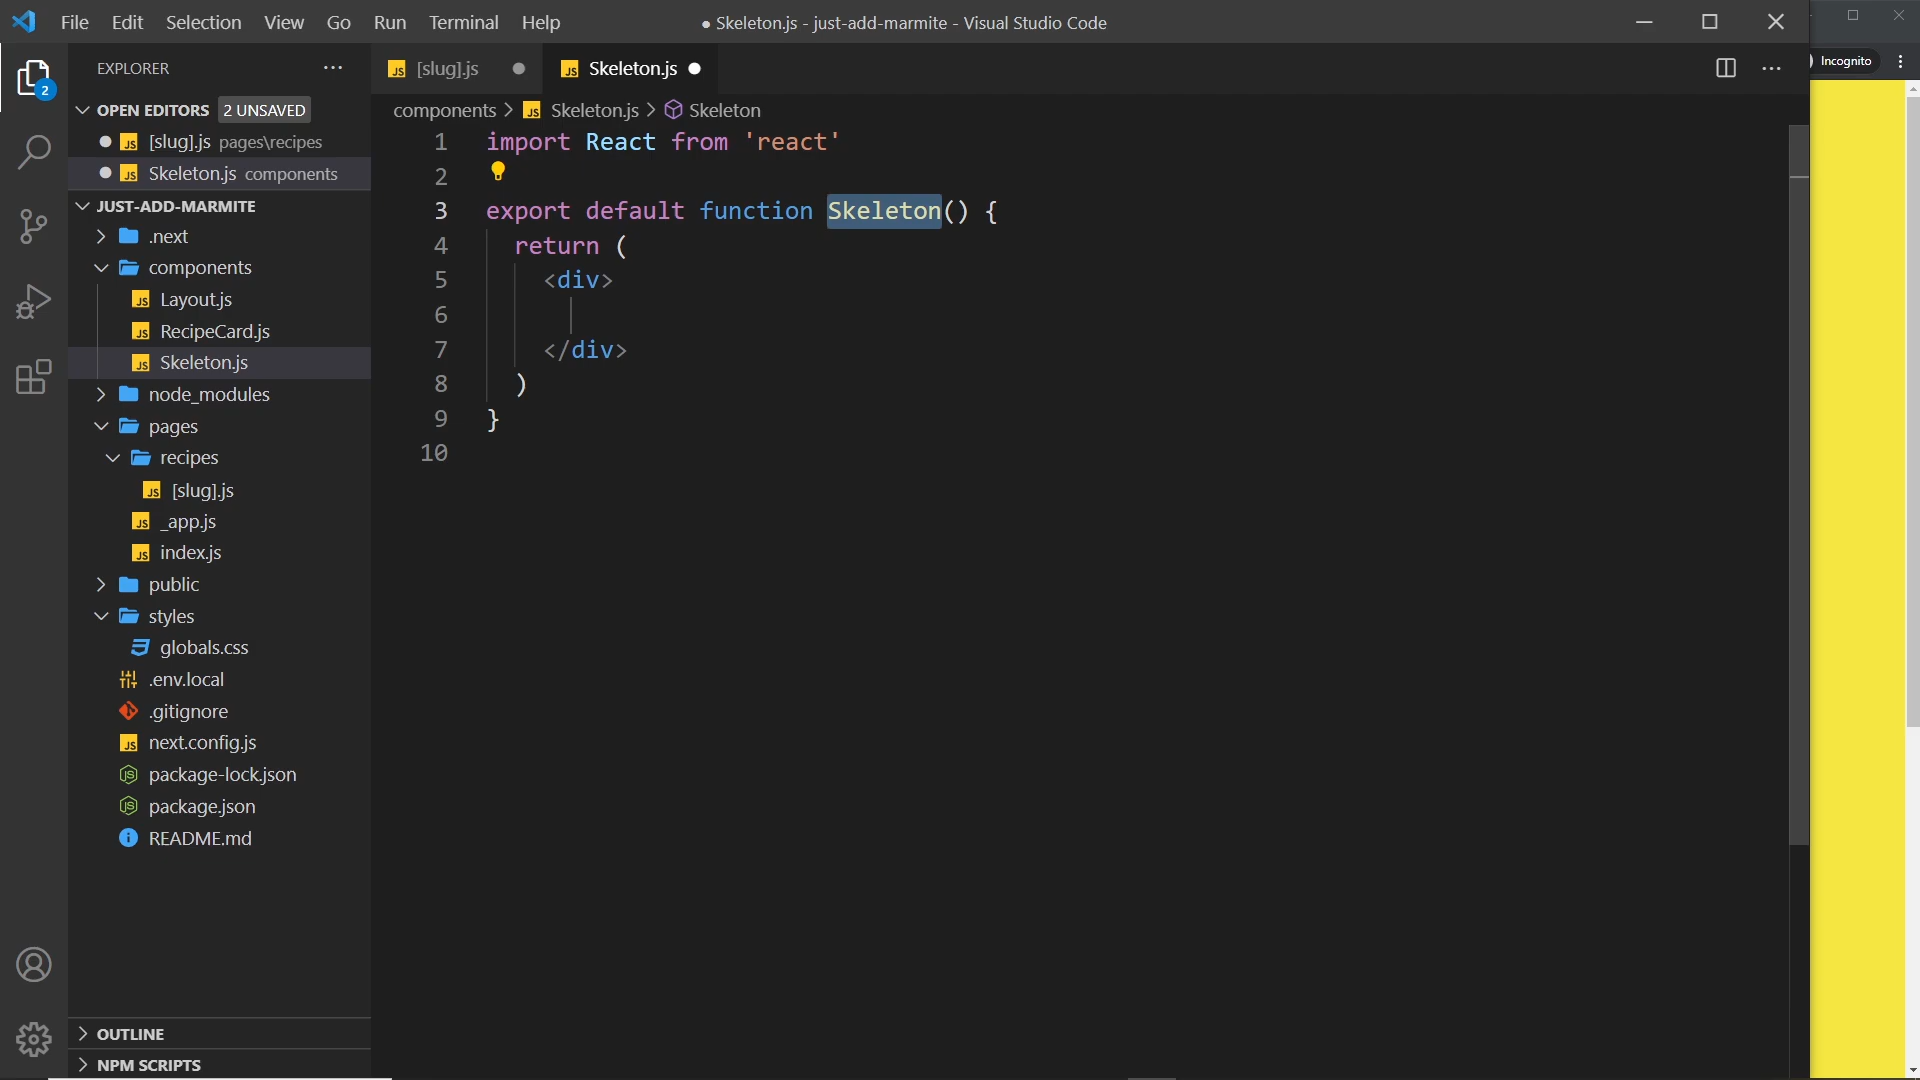 File Edit Selection View Go Run Terminal Help
● Skeleton.js - just-add-marmite - Visual Studio Code
Incognito
EXPLORER
[slug].js
Skeleton.js
2
OPEN EDITORS 2 UNSAVED
[slug].js pages\recipes
Skeleton.js components
JUST-ADD-MARMITE
.next
components
Layout.js
RecipeCard.js
Skeleton.js
node_modules
pages
recipes
[slug].js
_app.js
index.js
public
styles
globals.css
.env.local
.gitignore
next.config.js
package-lock.json
package.json
README.md
OUTLINE
NPM SCRIPTS
components > Skeleton.js > Skeleton
1 import React from 'react'
2
3 export default function Skeleton() {
4 return (
5 <div>
6
7 </div>
8 )
9 }
10